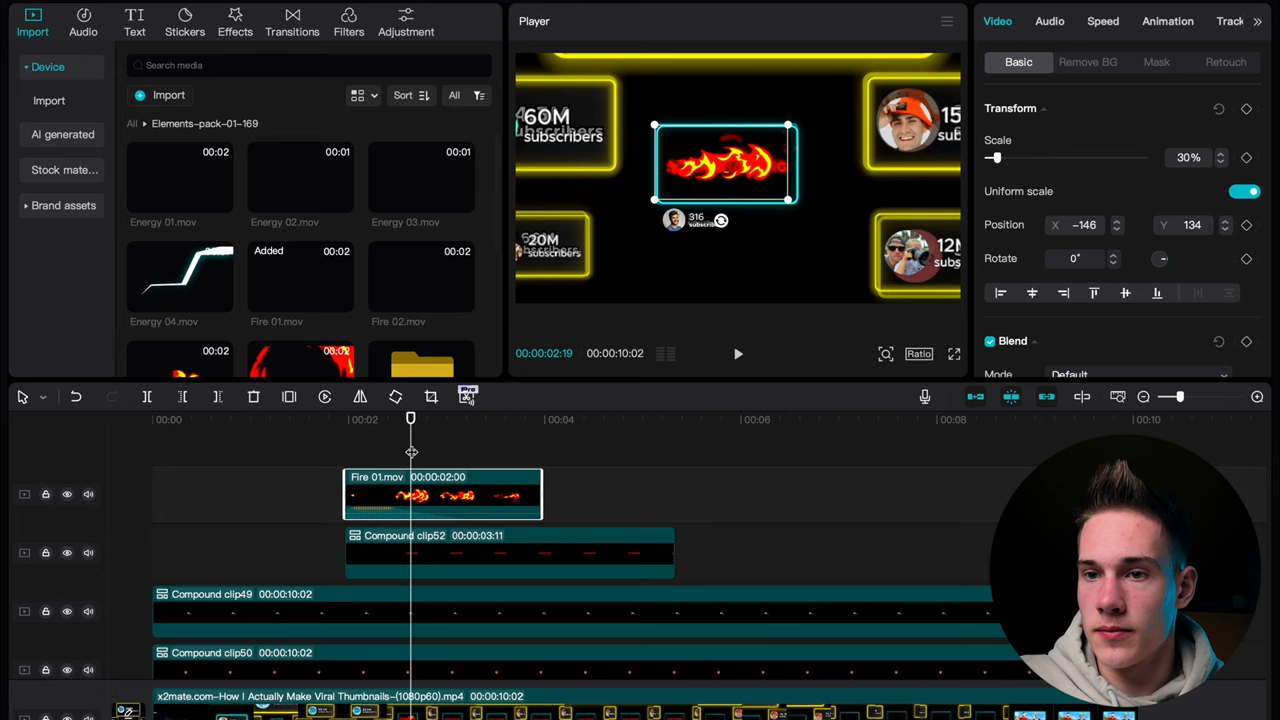 Import
Audio
Text
Stickers
Effects
Transitions
Filters
Adjustment
Device
Import
AI generated
Stock mate...
Brand assets
Search media
Import
Sort
All
All Elements-pack-01-169
00:02
00:01
00:01
Energy 01.mov
Energy 02.mov
Energy 03.mov
00:02
Added
00:02
00:02
Energy 04.mov
Fire 01.mov
Fire 02.mov
00:02
00:02
Player
60M
subscribers
20M
subscribers
316
15
subs
12M
subs
00:00:02:19
00:00:10:02
Ratio
Video
Audio
Speed
Animation
Track
Basic
Remove BG
Mask
Retouch
Transform
Scale
30%
Uniform scale
Position
X -146
Y 134
Rotate
0°
Blend
Mode
Default
Pro
00:00
00:02
00:04
00:06
00:08
00:10
Fire 01.mov 00:00:02:00
Compound clip52 00:00:03:11
Compound clip49 00:00:10:02
Compound clip50 00:00:10:02
x2mate.com-How I Actually Make Viral Thumbnails-(1080p60).mp4 00:00:10:02